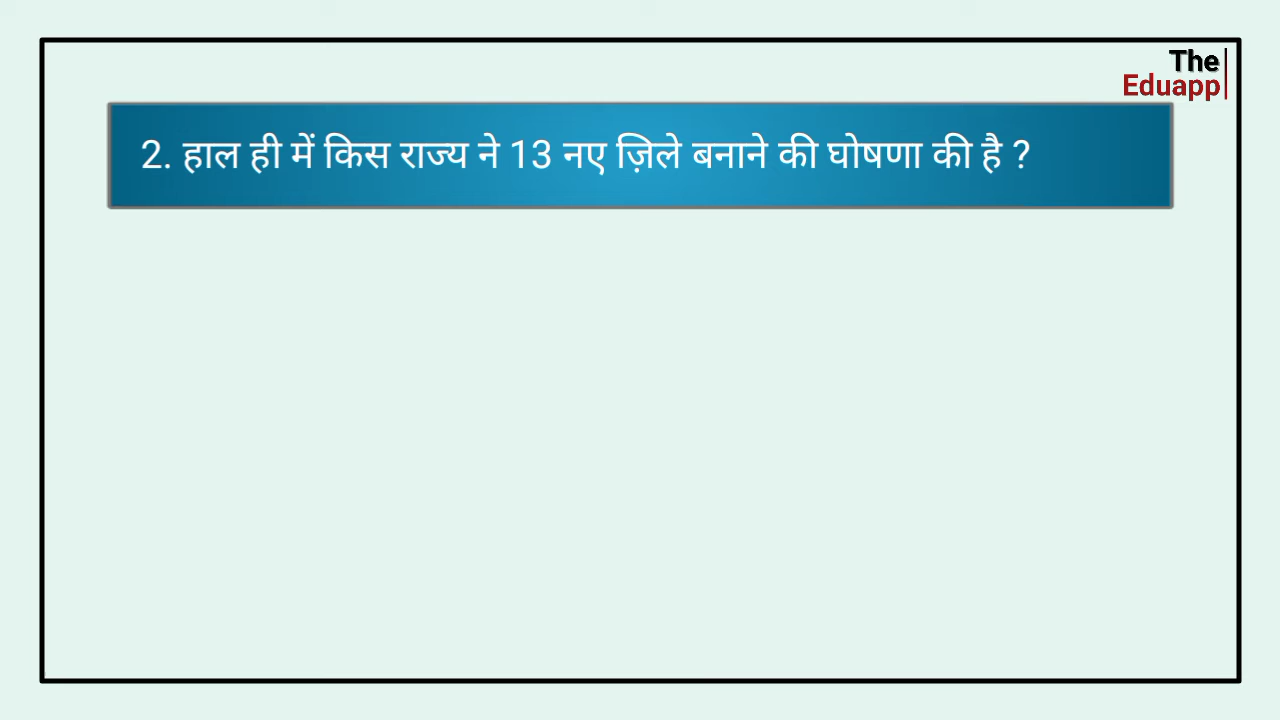 The
Eduapp
2. हाल ही में किस राज्य ने 13 नए ज़िले बनाने की घोषणा की है ?